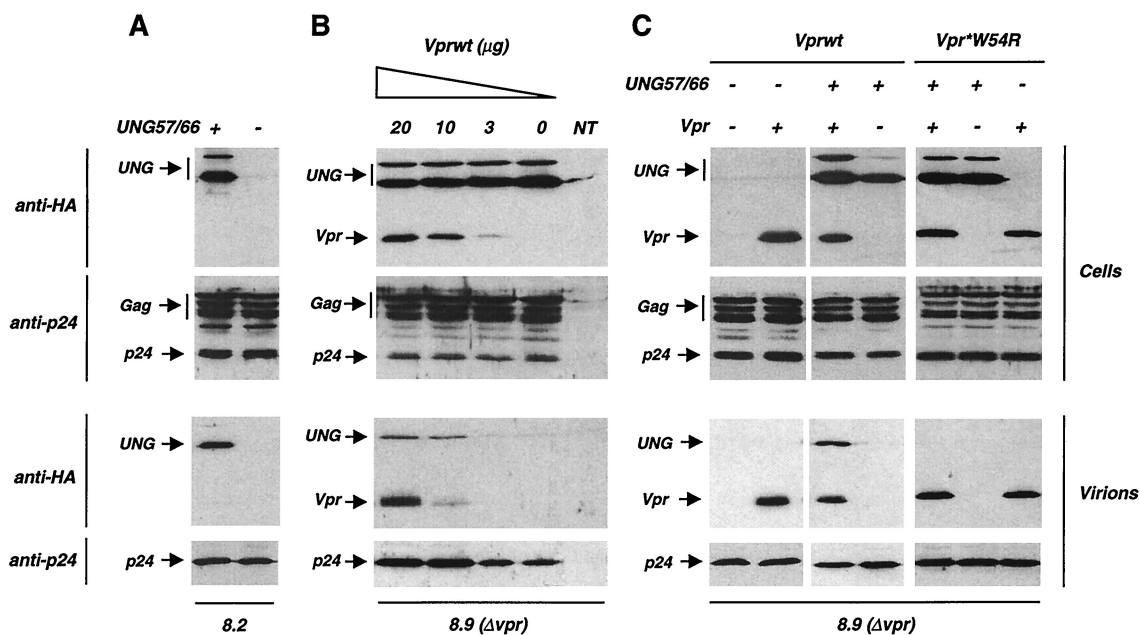 A
B
C
Vprwt (µg)
Vprwt
Vpr*W54R
UNG57/66 - - + + + + -
UNG57/66 + -
20 10 3 0 NT
Vpr - + + - + - +
anti-HA
UNG
UNG
Vpr
UNG
Vpr
Cells
anti-p24
Gag
p24
Gag
p24
Gag
p24
anti-HA
UNG
UNG
Vpr
UNG
Vpr
Virions
anti-p24
p24
p24
p24
8.2
8.9 (Δvpr)
8.9 (Δvpr)